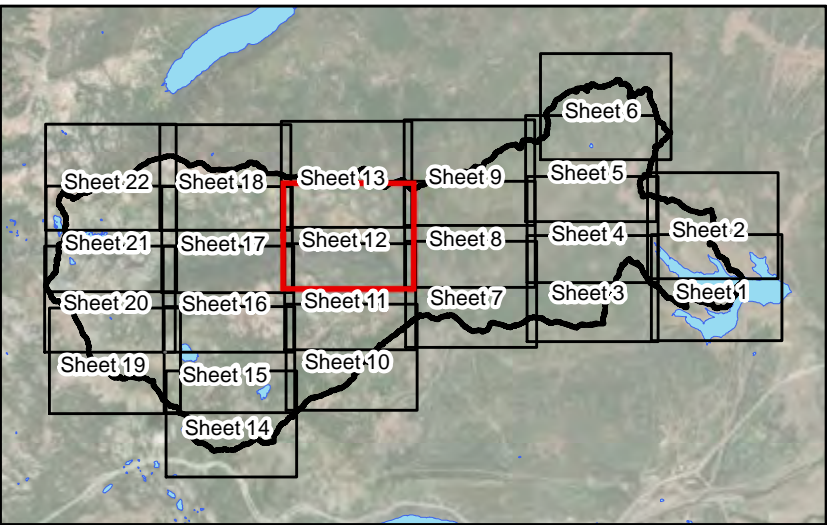 Sheet 6
Sheet 22
Sheet 18
Sheet 13
Sheet 9
Sheet 5
Sheet 21
Sheet 17
Sheet 12
Sheet 8
Sheet 4
Sheet 2
Sheet 20
Sheet 16
Sheet 11
Sheet 7
Sheet 3
Sheet 1
Sheet 19
Sheet 15
Sheet 10
Sheet 14